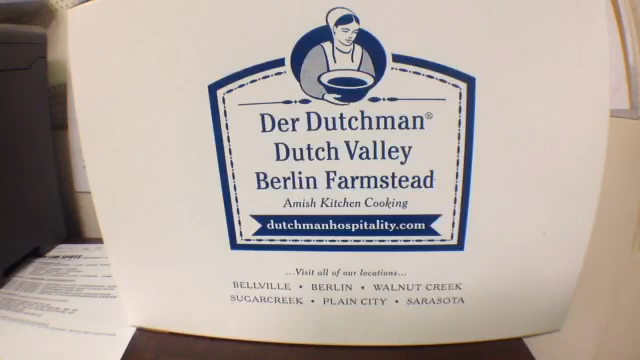 Der Dutchman®
Dutch Valley
Berlin Farmstead
Amish Kitchen Cooking
dutchmanhospitality.com
...Visit all of our locations...
BELLVILLE • BERLIN • WALNUT CREEK
SUGARCREEK • PLAIN CITY • SARASOTA